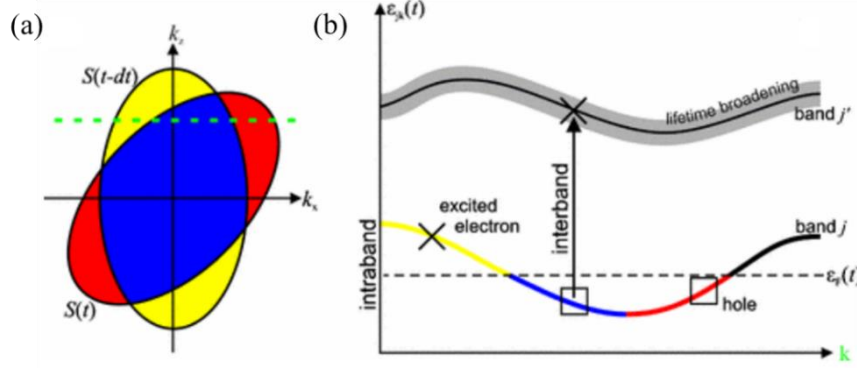 (a)
k_z
S(t-dt)
k_x
S(t)
(b)
ε_jk(t)
lifetime broadening
band j'
interband
excited
electron
band j
intraband
ε_F(t)
hole
k